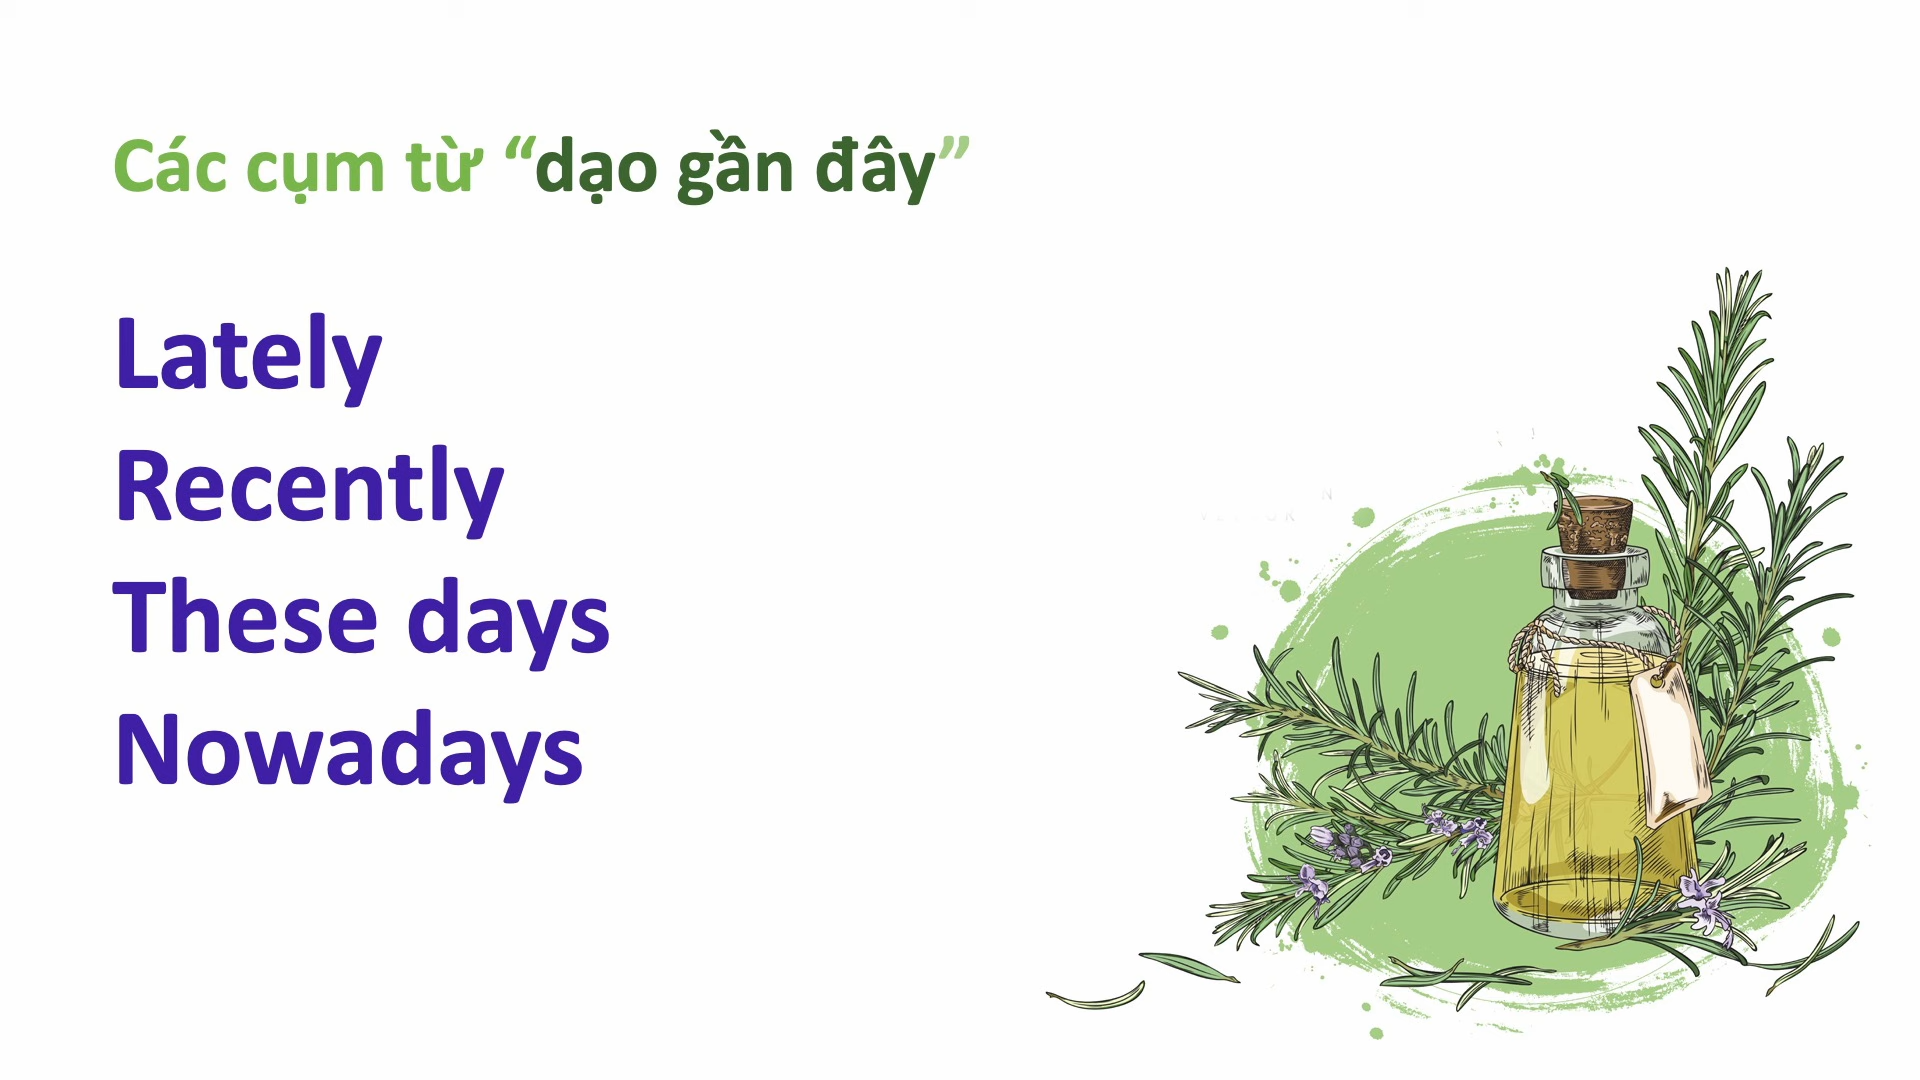 Các cụm từ “dạo gần đây”
Lately
Recently
These days
Nowadays